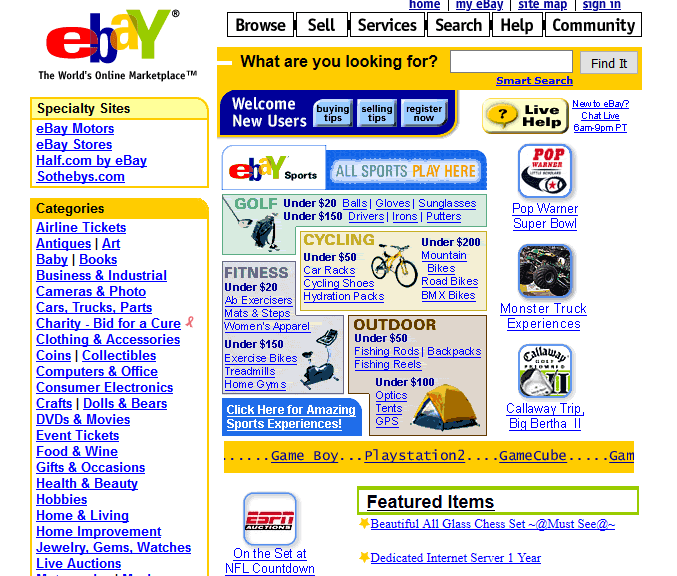 home | my eBay | site map | sign in
ebaY®
The World's Online Marketplace™
Browse Sell Services Search Help Community
What are you looking for? Find It
Smart Search
Welcome
New Users
buying
tips
selling
tips
register
now
Live
Help
New to eBay?
Chat Live
6am-9pm PT
Specialty Sites
eBay Motors
eBay Stores
Half.com by eBay
Sothebys.com
Categories
Airline Tickets
Antiques | Art
Baby | Books
Business & Industrial
Cameras & Photo
Cars, Trucks, Parts
Charity - Bid for a Cure
Clothing & Accessories
Coins | Collectibles
Computers & Office
Consumer Electronics
Crafts | Dolls & Bears
DVDs & Movies
Event Tickets
Food & Wine
Gifts & Occasions
Health & Beauty
Hobbies
Home & Living
Home Improvement
Jewelry, Gems, Watches
Live Auctions
ebaY Sports
ALL SPORTS PLAY HERE
GOLF
Under $20 Balls | Gloves | Sunglasses
Under $150 Drivers | Irons | Putters
CYCLING
Under $50
Car Racks
Cycling Shoes
Hydration Packs
Under $200
Mountain
Bikes
Road Bikes
BMX Bikes
FITNESS
Under $20
Ab Exercisers
Mats & Steps
Women's Apparel
Under $150
Exercise Bikes
Treadmills
Home Gyms
OUTDOOR
Under $50
Fishing Rods | Backpacks
Fishing Reels
Under $100
Optics
Tents
GPS
Click Here for Amazing
Sports Experiences!
POP
WARNER
LITTLE SCHOLARS
Pop Warner
Super Bowl
Monster Truck
Experiences
Callaway
GOLF
PREOWNED
Callaway Trip,
Big Bertha II
......Game Boy...Playstation2....GameCube.....Gam
ESPN
AUCTIONS
On the Set at
NFL Countdown
Featured Items
Beautiful All Glass Chess Set ~@Must See@~
Dedicated Internet Server 1 Year